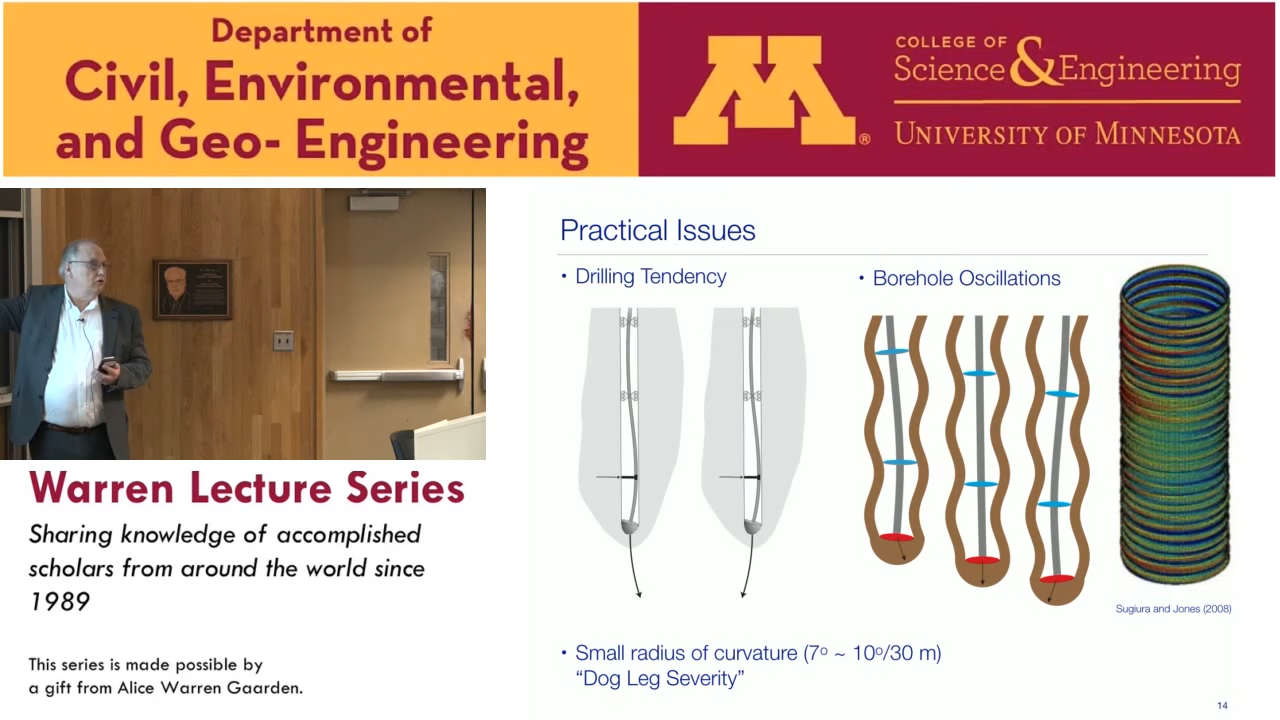 Department of
Civil, Environmental,
and Geo- Engineering
M®
COLLEGE OF
Science & Engineering
UNIVERSITY OF MINNESOTA
Warren Lecture Series
Sharing knowledge of accomplished
scholars from around the world since
1989
This series is made possible by
a gift from Alice Warren Gaarden.
Practical Issues
• Drilling Tendency
• Borehole Oscillations
Sugiura and Jones (2008)
• Small radius of curvature (7º ~ 10º/30 m)
“Dog Leg Severity”
14